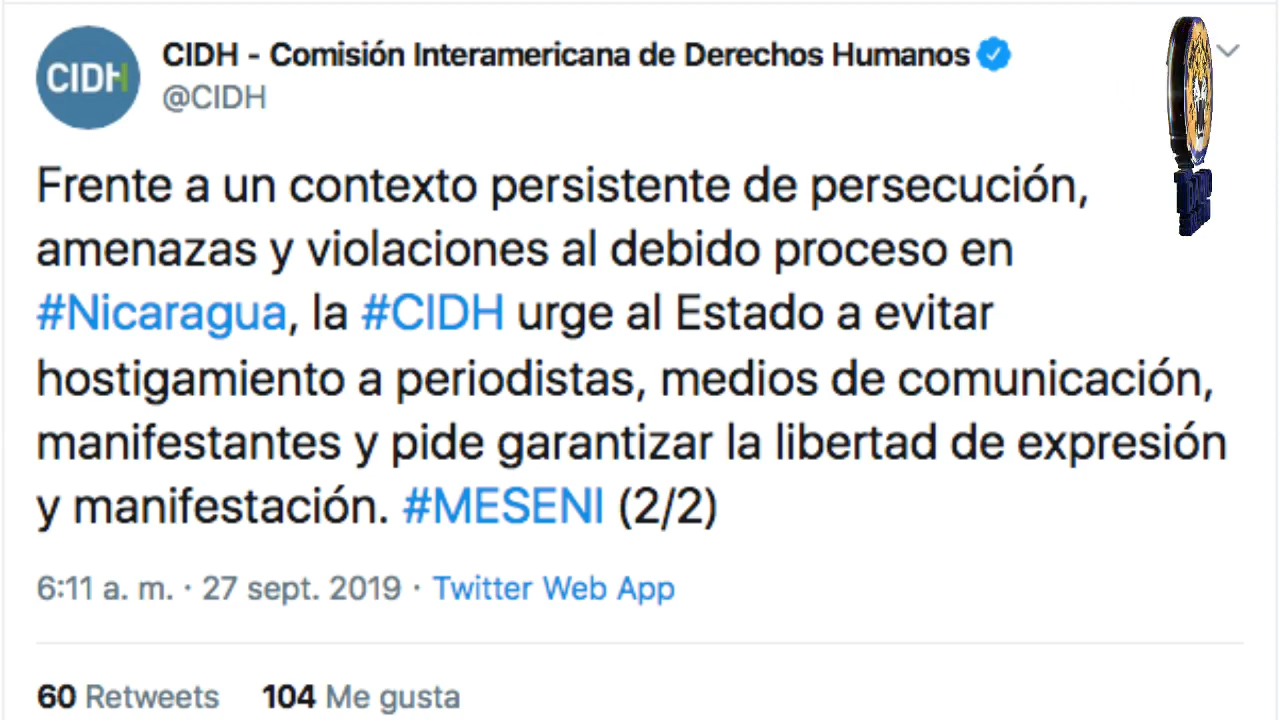 CIDH
CIDH - Comisión Interamericana de Derechos Humanos
@CIDH
Frente a un contexto persistente de persecución,
amenazas y violaciones al debido proceso en
#Nicaragua, la #CIDH urge al Estado a evitar
hostigamiento a periodistas, medios de comunicación,
manifestantes y pide garantizar la libertad de expresión
y manifestación. #MESENI (2/2)
6:11 a. m. · 27 sept. 2019 · Twitter Web App
60 Retweets 104 Me gusta